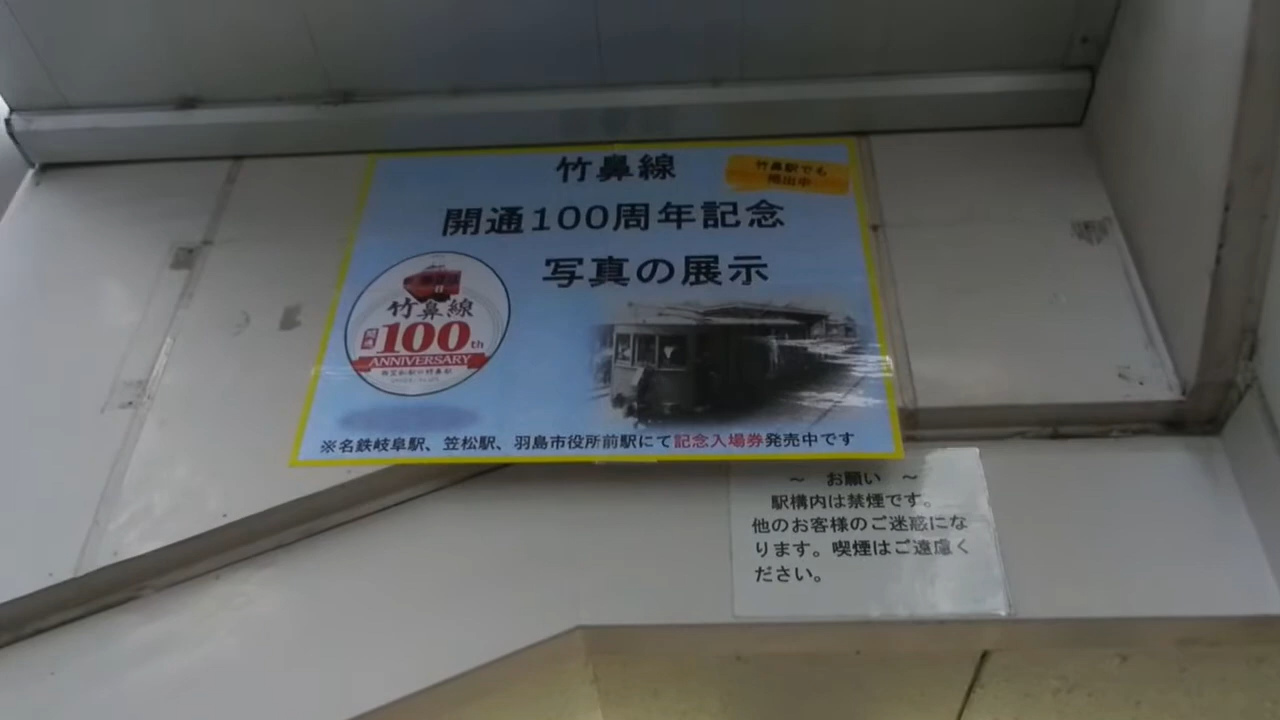 竹鼻線
竹鼻駅でも
掲出中
開通100周年記念
写真の展示
竹鼻線
開通
100th
ANNIVERSARY
※名鉄岐阜駅、笠松駅、羽島市役所前駅にて記念入場券発売中です
～ お願い ～
駅構内は禁煙です。
他のお客様のご迷惑にな
ります。喫煙はご遠慮く
ださい。